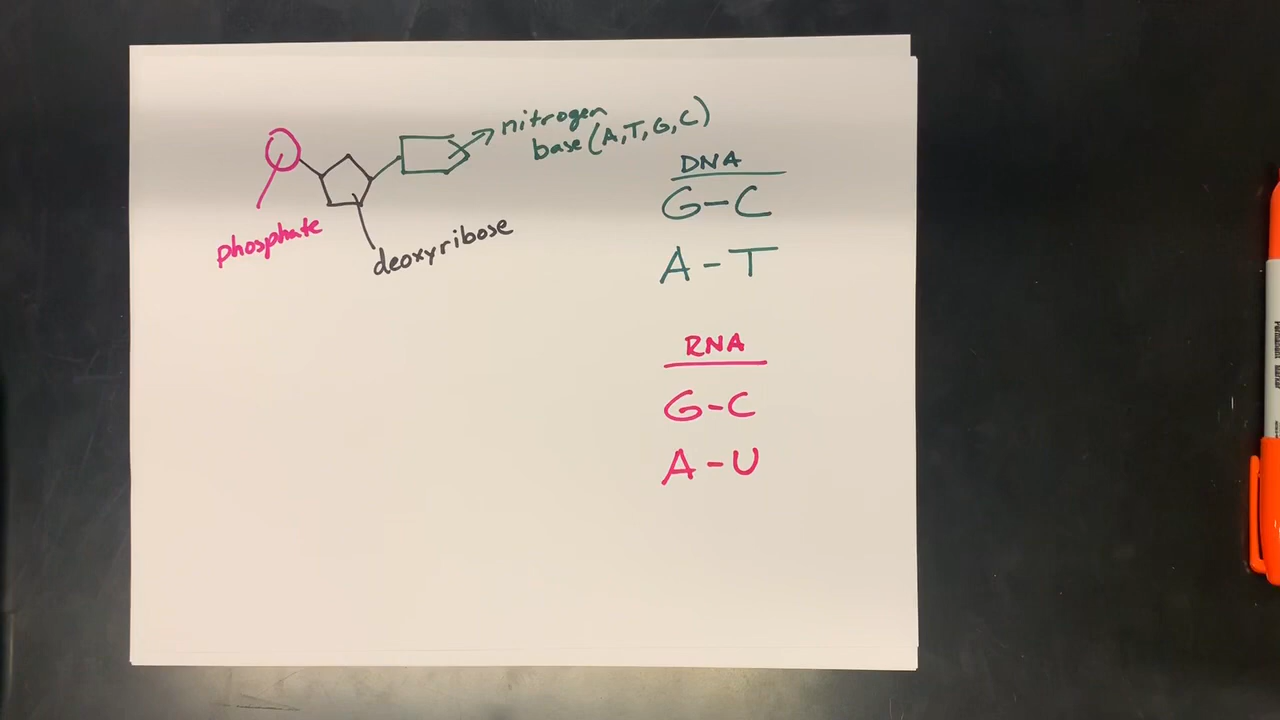 nitrogen
base (A,T,G,C)
phosphate
deoxyribose
DNA
G-C
A-T
RNA
G-C
A-U